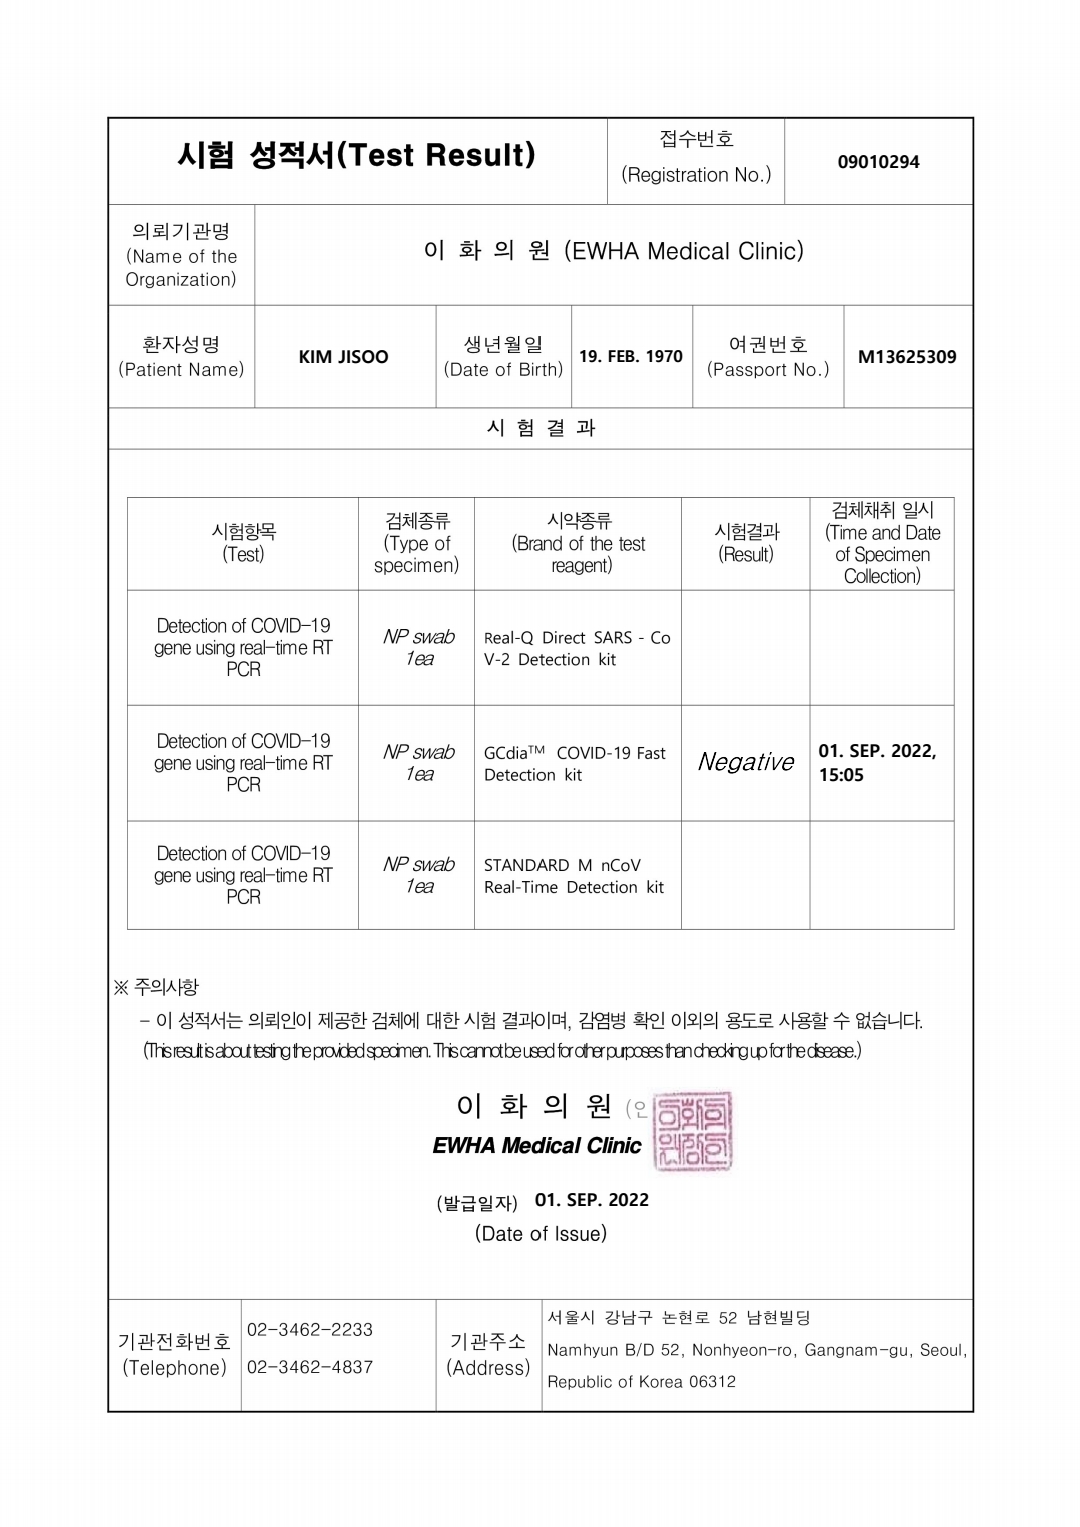 시험 성적서(Test Result)
접수번호
(Registration No.)
09010294
의뢰기관명
(Name of the
Organization)
이 화 의 원 (EWHA Medical Clinic)
환자성명
(Patient Name)
KIM JISOO
생년월일
(Date of Birth)
19. FEB. 1970
여권번호
(Passport No.)
M13625309
시 험 결 과
시험항목
(Test)
검체종류
(Type of
specimen)
시약종류
(Brand of the test
reagent)
시험결과
(Result)
검체채취 일시
(Time and Date
of Specimen
Collection)
Detection of COVID-19
gene using real-time RT
PCR
NP swab
1ea
Real-Q Direct SARS - Co
V-2 Detection kit
Detection of COVID-19
gene using real-time RT
PCR
NP swab
1ea
GCdia™ COVID-19 Fast
Detection kit
Negative
01. SEP. 2022,
15:05
Detection of COVID-19
gene using real-time RT
PCR
NP swab
1ea
STANDARD M nCoV
Real-Time Detection kit
※ 주의사항
- 이 성적서는 의뢰인이 제공한 검체에 대한 시험 결과이며, 감염병 확인 이외의 용도로 사용할 수 없습니다.
(This result is about testing the provided specimen. This cannot be used for other purposes than checking up for the disease.)
이 화 의 원 (인
EWHA Medical Clinic
(발급일자) 01. SEP. 2022
(Date of Issue)
기관전화번호
(Telephone)
02-3462-2233
02-3462-4837
기관주소
(Address)
서울시 강남구 논현로 52 남현빌딩
Namhyun B/D 52, Nonhyeon-ro, Gangnam-gu, Seoul,
Republic of Korea 06312